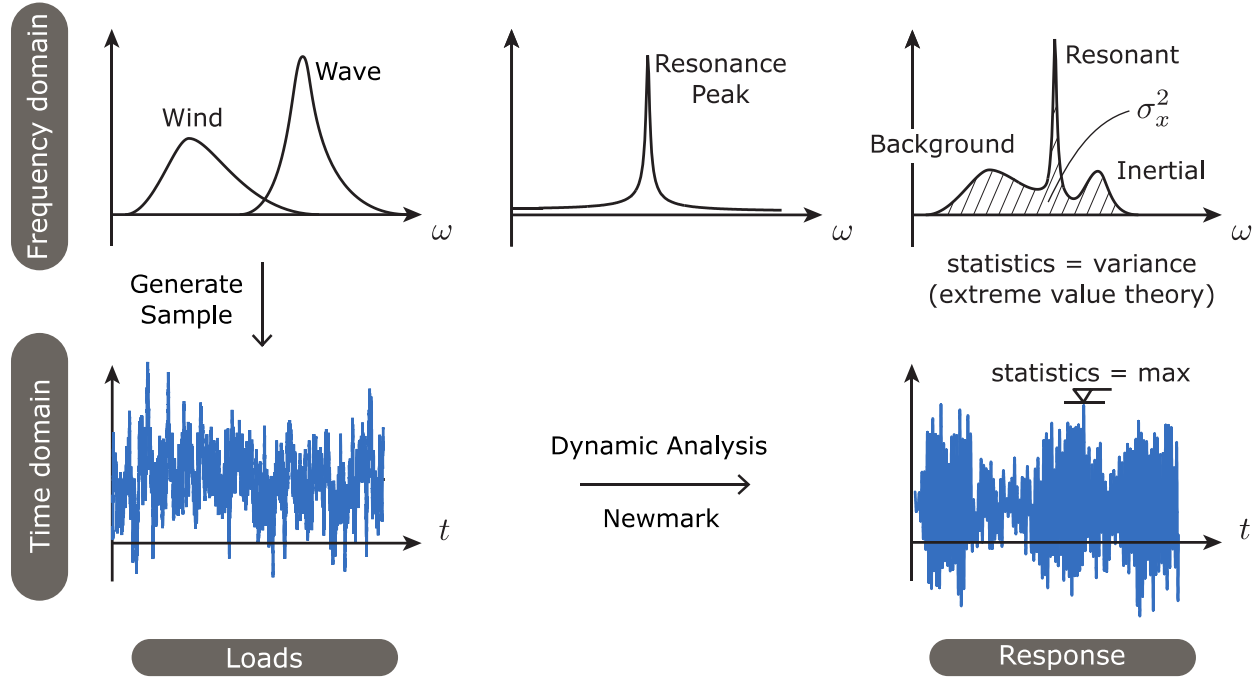 Frequency domain
Wind
Wave
ω
Resonance
Peak
ω
Resonant
σ_x^2
Background
Inertial
ω
statistics = variance
(extreme value theory)
Generate
Sample
Time domain
t
Dynamic Analysis
Newmark
statistics = max
t
Loads
Response